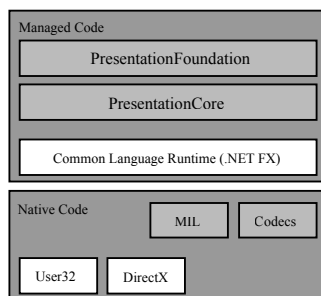 Managed Code
PresentationFoundation
PresentationCore
Common Language Runtime (.NET FX)
Native Code
MIL
Codecs
User32
DirectX